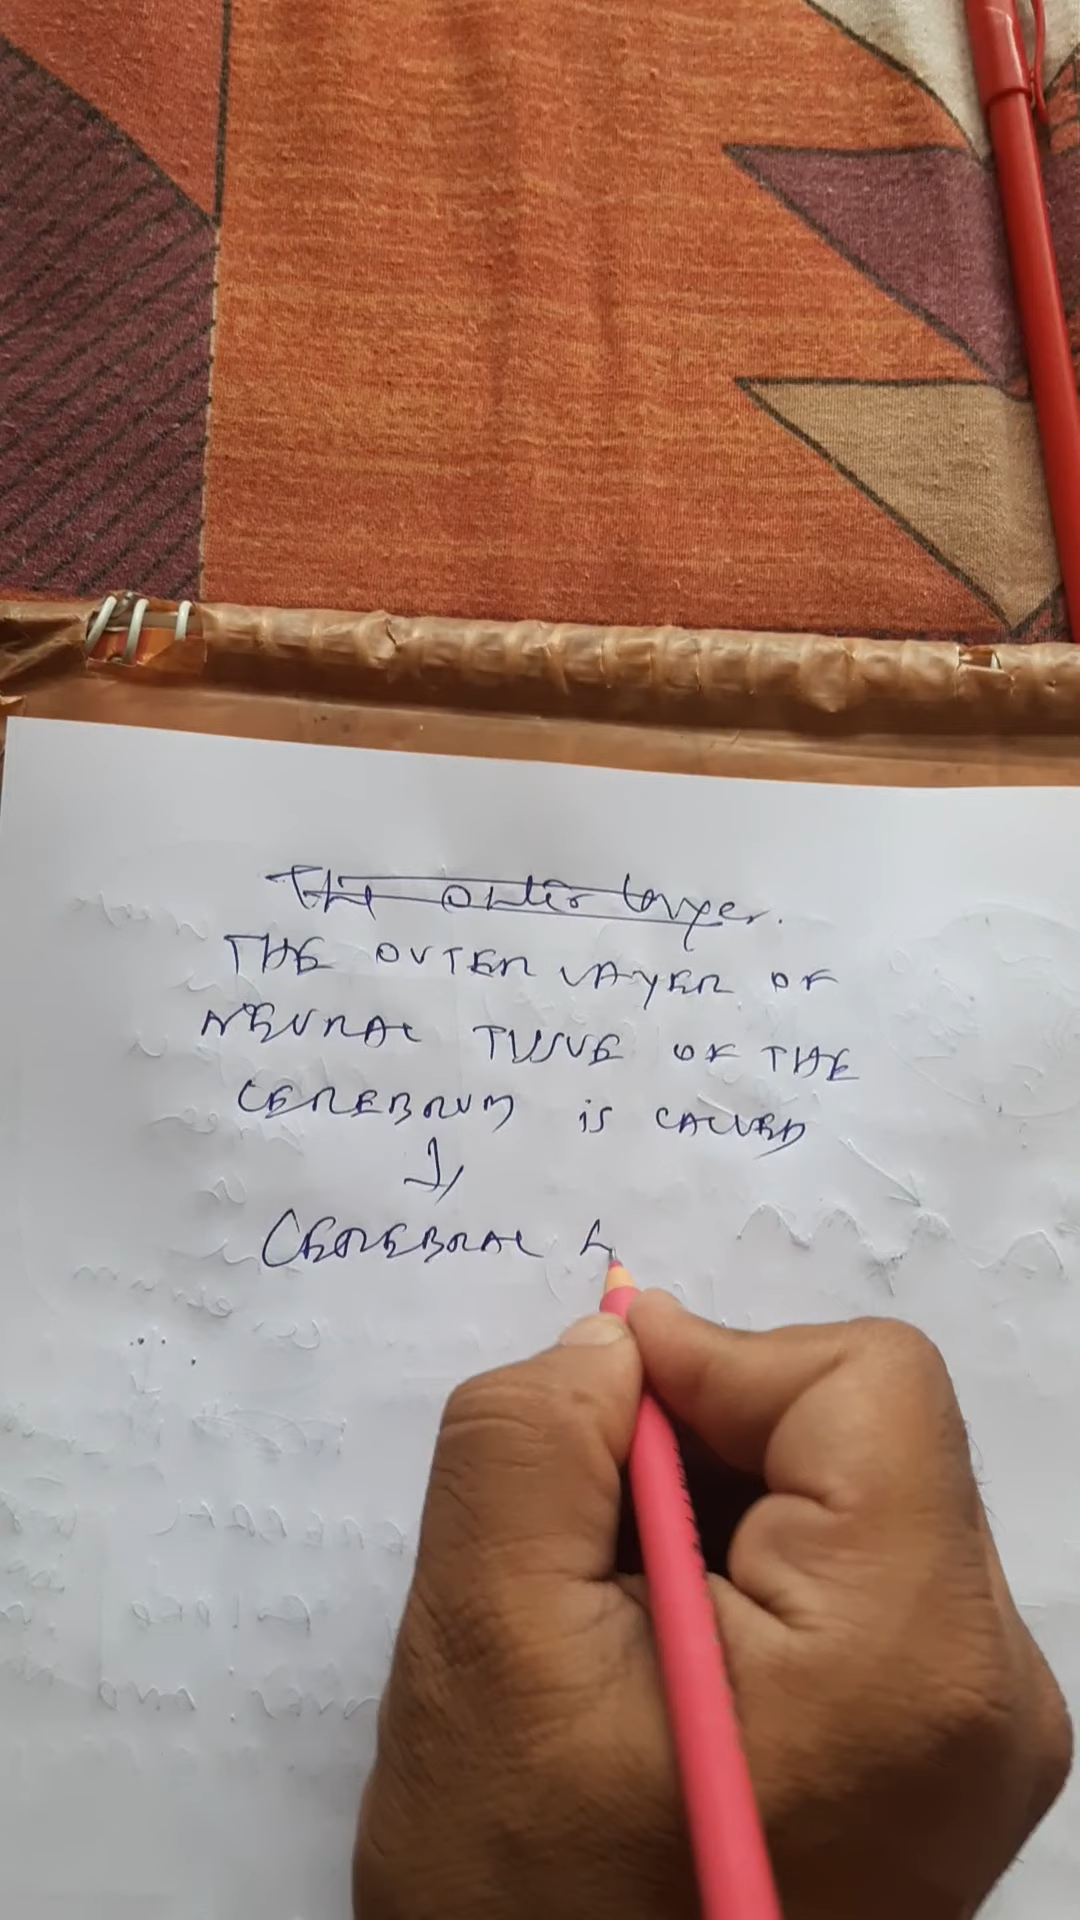 The outer layer.
THE OUTER LAYER OF
NEURAL TISSUE OF THE
CEREBRUM is CALLED
CEREBRAL